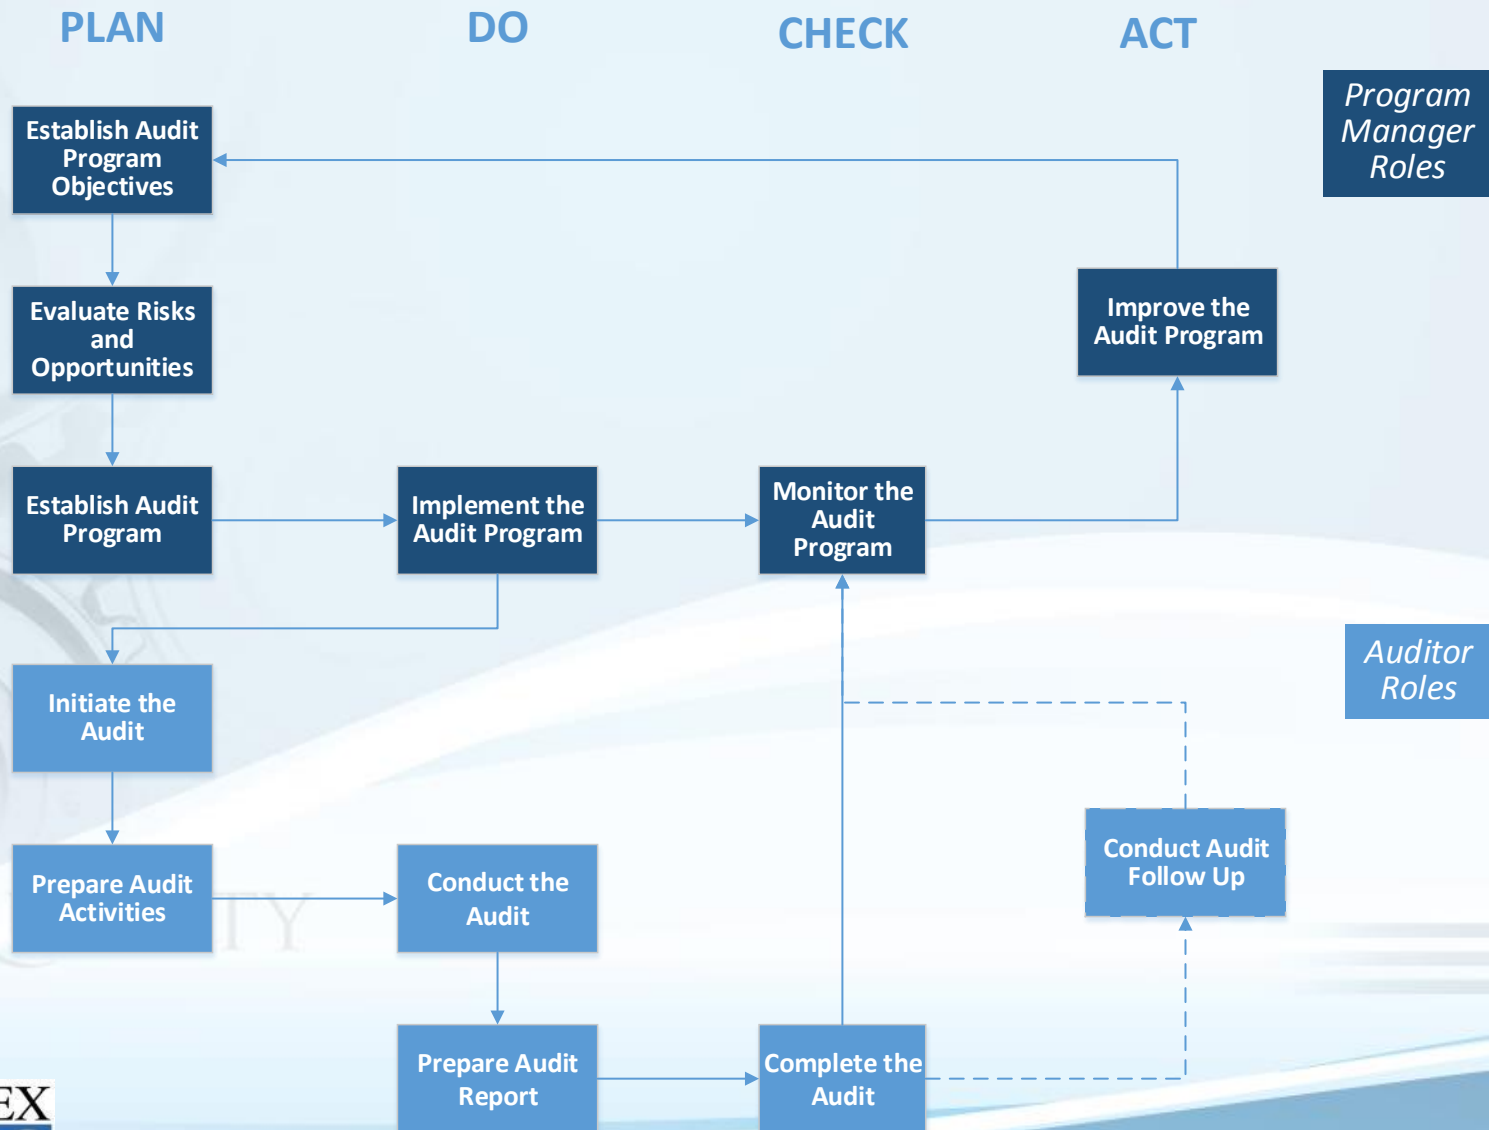 PLAN
DO
CHECK
ACT
Program
Manager
Roles
Establish Audit
Program
Objectives
Evaluate Risks
and
Opportunities
Improve the
Audit Program
Establish Audit
Program
Implement the
Audit Program
Monitor the
Audit
Program
Auditor
Roles
Initiate the
Audit
Conduct Audit
Follow Up
Prepare Audit
Activities
Conduct the
Audit
TY
Prepare Audit
Report
Complete the
Audit
EX